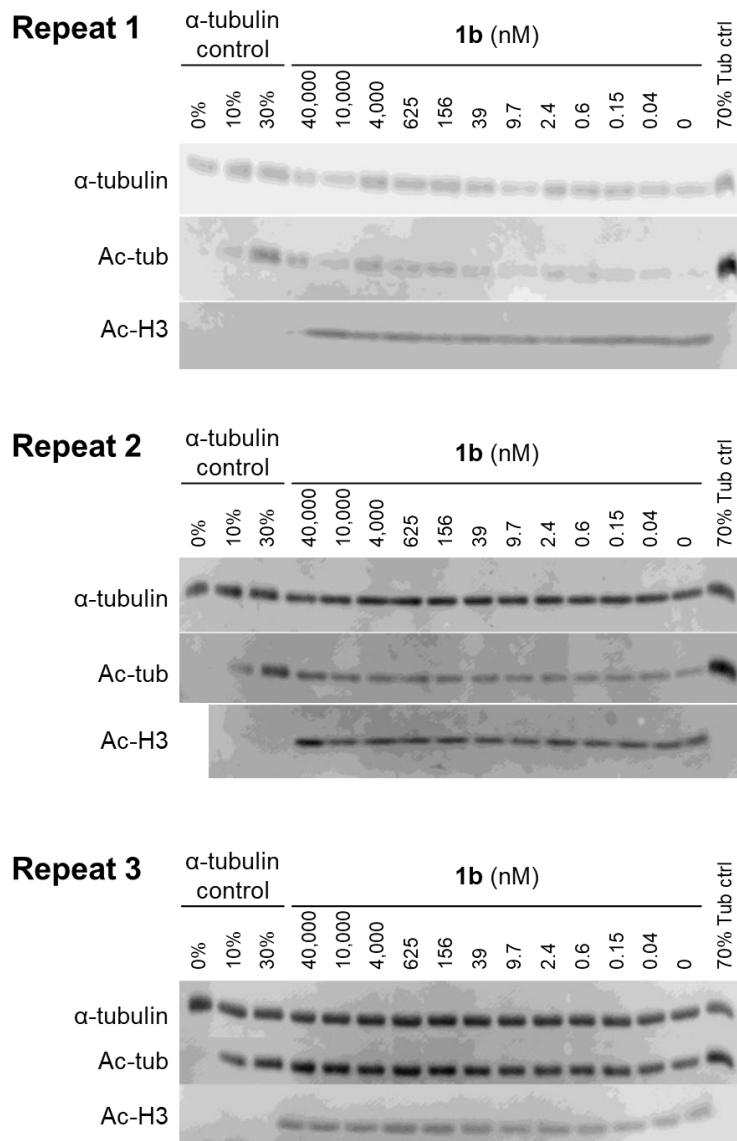 Repeat 1
α-tubulin control
1b (nM)
0%
10%
30%
40,000
10,000
4,000
625
156
39
9.7
2.4
0.6
0.15
0.04
0
70% Tub ctrl
α-tubulin
Ac-tub
Ac-H3
Repeat 2
α-tubulin control
1b (nM)
0%
10%
30%
40,000
10,000
4,000
625
156
39
9.7
2.4
0.6
0.15
0.04
0
70% Tub ctrl
α-tubulin
Ac-tub
Ac-H3
Repeat 3
α-tubulin control
1b (nM)
0%
10%
30%
40,000
10,000
4,000
625
156
39
9.7
2.4
0.6
0.15
0.04
0
70% Tub ctrl
α-tubulin
Ac-tub
Ac-H3